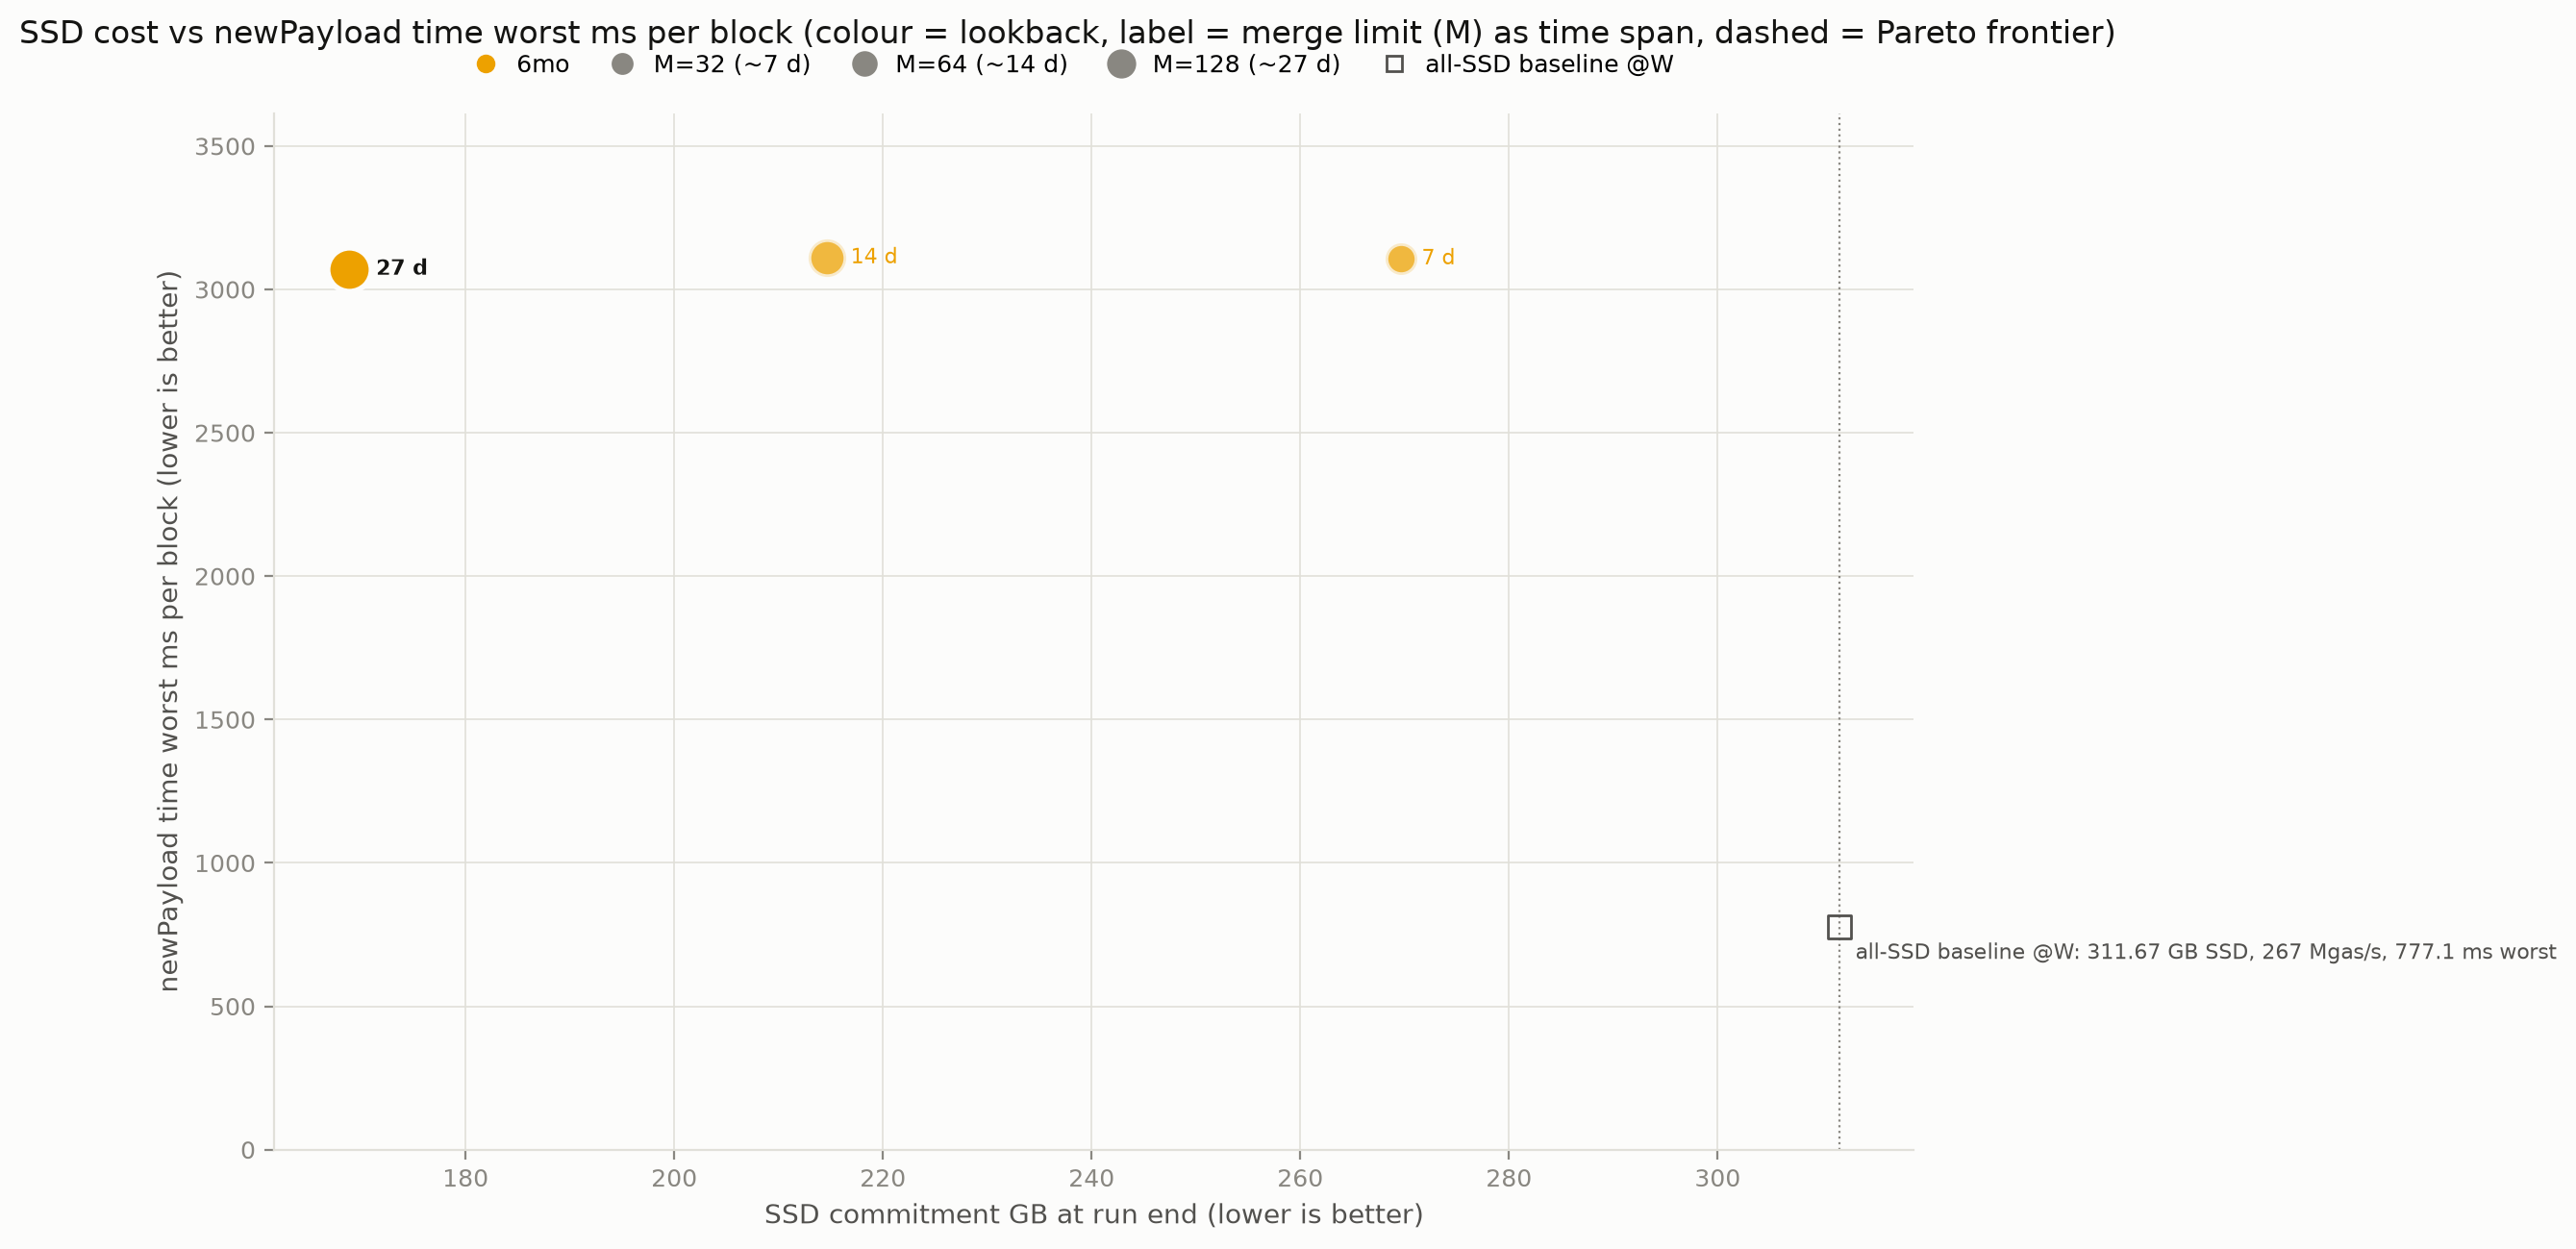 SSD cost vs newPayload time worst ms per block (colour = lookback, label = merge limit (M) as time span, dashed = Pareto frontier)
6mo M=32 (~7 d) M=64 (~14 d) M=128 (~27 d) all-SSD baseline @W
newPayload time worst ms per block (lower is better)
3500
3000
2500
2000
1500
1000
500
0
27 d
14 d
7 d
all-SSD baseline @W: 311.67 GB SSD, 267 Mgas/s, 777.1 ms worst
180 200 220 240 260 280 300
SSD commitment GB at run end (lower is better)